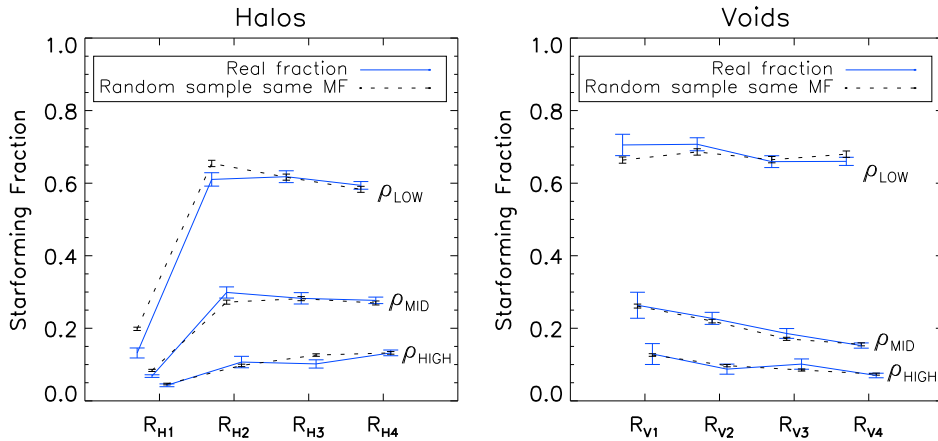 Halos
Starforming Fraction
1.0
0.8
0.6
0.4
0.2
0.0
Real fraction
Random sample same MF
ρLOW
ρMID
ρHIGH
RH1 RH2 RH3 RH4
Voids
Starforming Fraction
1.0
0.8
0.6
0.4
0.2
0.0
Real fraction
Random sample same MF
ρLOW
ρMID
ρHIGH
RV1 RV2 RV3 RV4